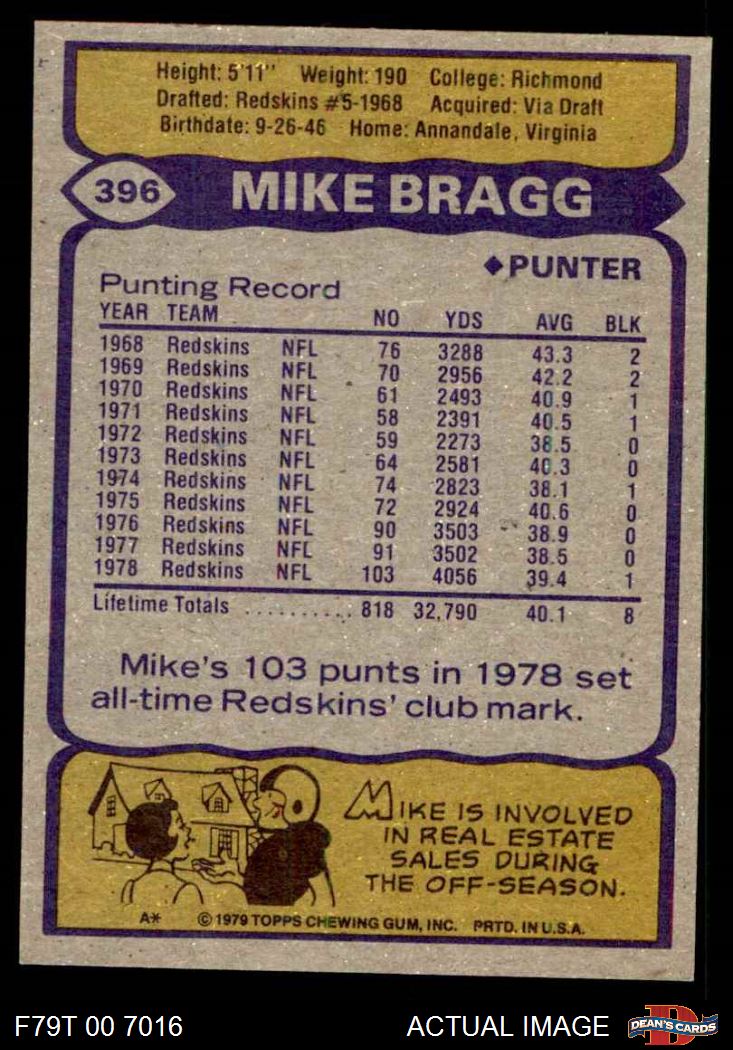 Height: 5'11" Weight: 190 College: Richmond
Drafted: Redskins #5-1968 Acquired: Via Draft
Birthdate: 9-26-46 Home: Annandale, Virginia
396 MIKE BRAGG
◆PUNTER
Punting Record
YEAR TEAM NO YDS AVG BLK
1968 Redskins NFL 76 3288 43.3 2
1969 Redskins NFL 70 2956 42.2 2
1970 Redskins NFL 61 2493 40.9 1
1971 Redskins NFL 58 2391 40.5 1
1972 Redskins NFL 59 2273 38.5 0
1973 Redskins NFL 64 2581 40.3 0
1974 Redskins NFL 74 2823 38.1 1
1975 Redskins NFL 72 2924 40.6 0
1976 Redskins NFL 90 3503 38.9 0
1977 Redskins NFL 91 3502 38.5 0
1978 Redskins NFL 103 4056 39.4 1
Lifetime Totals .......... 818 32,790 40.1 8
Mike's 103 punts in 1978 set
all-time Redskins' club mark.
MIKE IS INVOLVED
IN REAL ESTATE
SALES DURING
THE OFF-SEASON.
A* © 1979 TOPPS CHEWING GUM, INC. PRTD. IN U.S.A.
F79T 00 7016 ACTUAL IMAGE DEAN'S CARDS